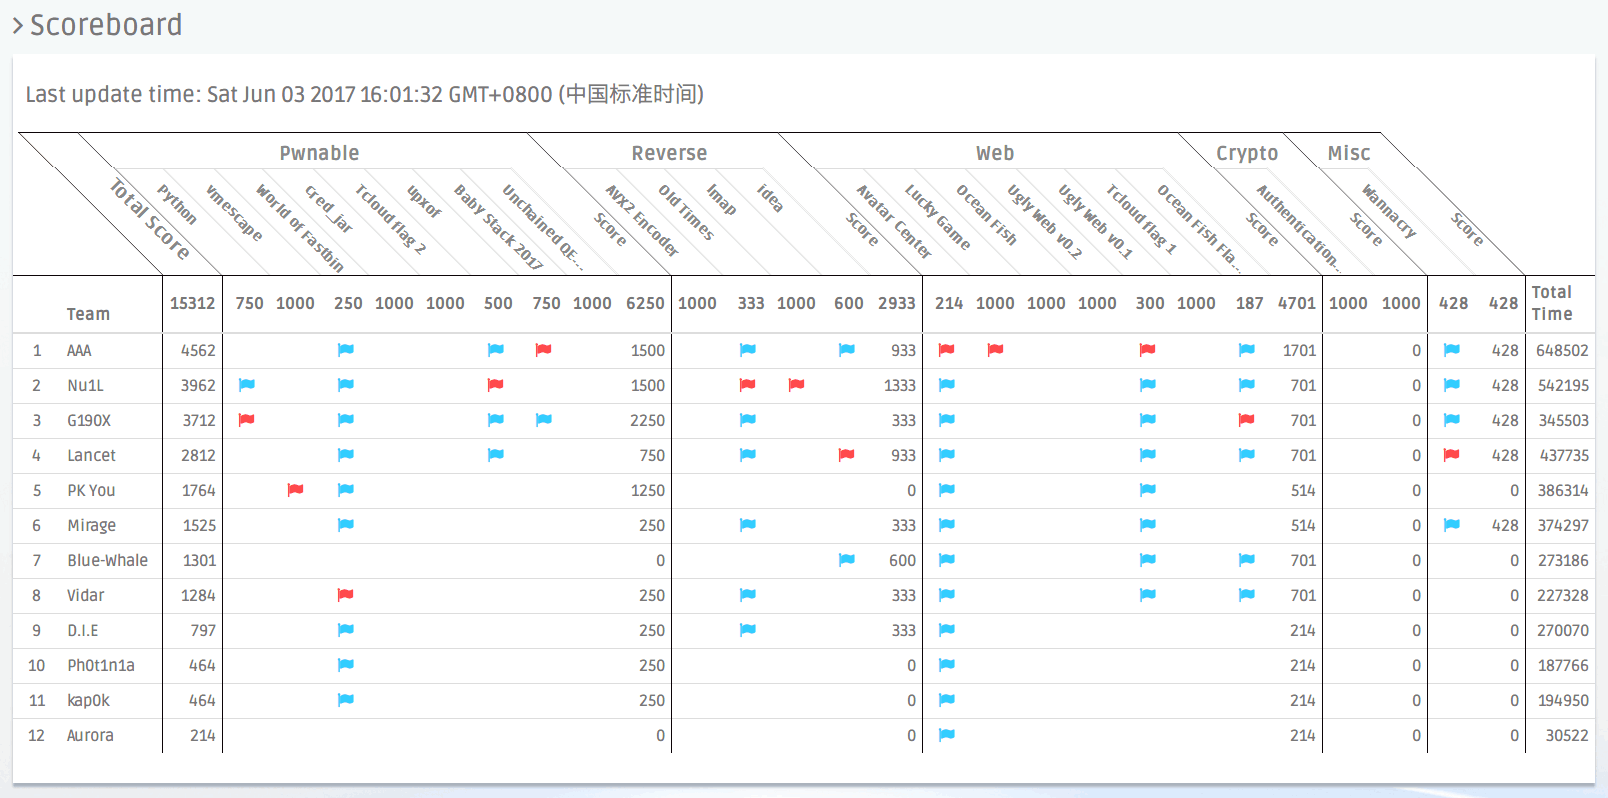 Scoreboard
Last update time: Sat Jun 03 2017 16:01:32 GMT+0800 (中国标准时间)
Pwnable Reverse Web Crypto Misc
Total Score python vmescape World of Fastbin cred_jar Tcloud flag 2 upxof Baby Stack 2017 Unchained QE... Score AVX2 Encoder Old Times lmap idea Score Avatar Center Lucky Game Ocean Fish Ugly Web v0.2 Ugly Web v0.1 Tcloud flag 1 Ocean Fish Fla... Score Authentication... Score Wannacry Score
Team 15312 750 1000 250 1000 1000 500 750 1000 6250 1000 333 1000 600 2933 214 1000 1000 1000 300 1000 187 4701 1000 1000 428 428 Total Time
1 AAA 4562 1500 933 1701 0 428 648502
2 Nu1L 3962 1500 1333 701 0 428 542195
3 G190X 3712 2250 333 701 0 428 345503
4 Lancet 2812 750 933 701 0 428 437735
5 PK You 1764 1250 0 514 0 0 386314
6 Mirage 1525 250 333 514 0 428 374297
7 Blue-Whale 1301 0 600 701 0 0 273186
8 Vidar 1284 250 333 701 0 0 227328
9 D.I.E 797 250 333 214 0 0 270070
10 Ph0t1n1a 464 250 0 214 0 0 187766
11 kap0k 464 250 0 214 0 0 194950
12 Aurora 214 0 0 214 0 0 30522